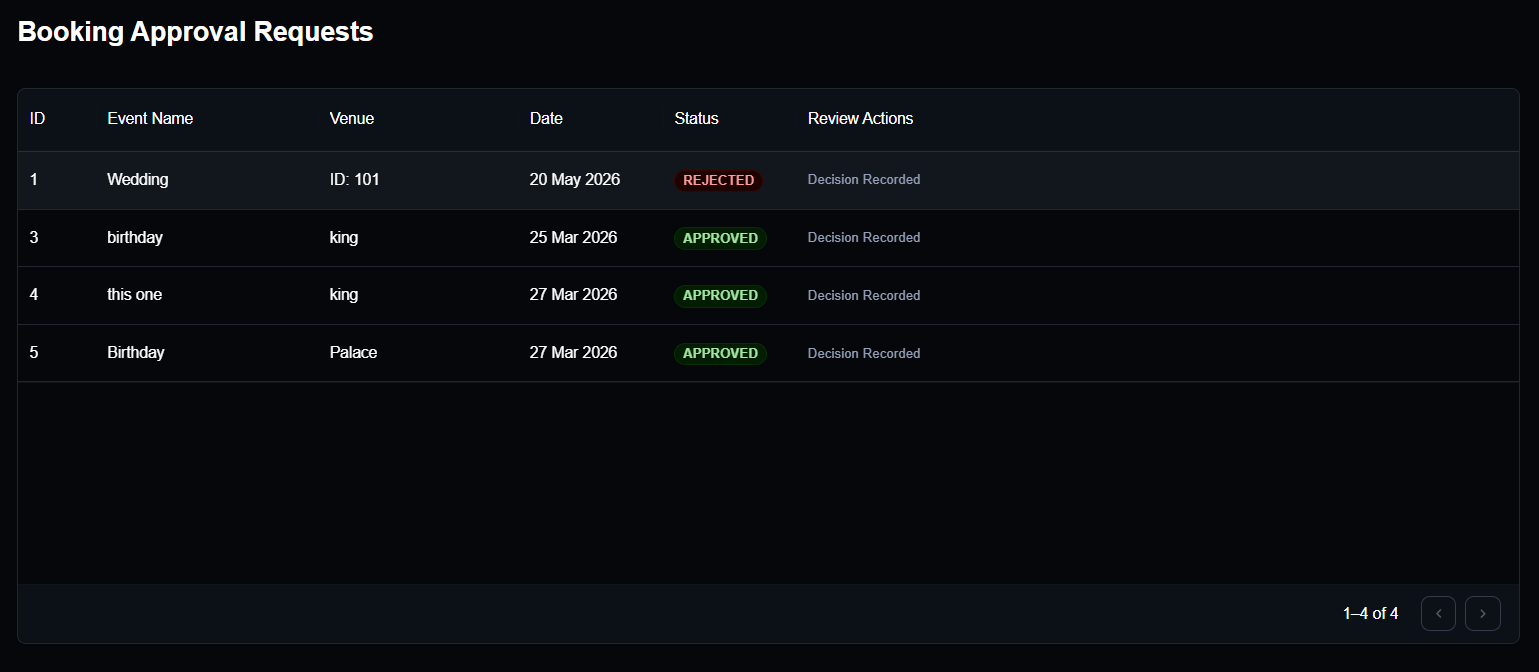 Booking Approval Requests
ID Event Name Venue Date Status Review Actions
1 Wedding ID: 101 20 May 2026 REJECTED Decision Recorded
3 birthday king 25 Mar 2026 APPROVED Decision Recorded
4 this one king 27 Mar 2026 APPROVED Decision Recorded
5 Birthday Palace 27 Mar 2026 APPROVED Decision Recorded
1–4 of 4